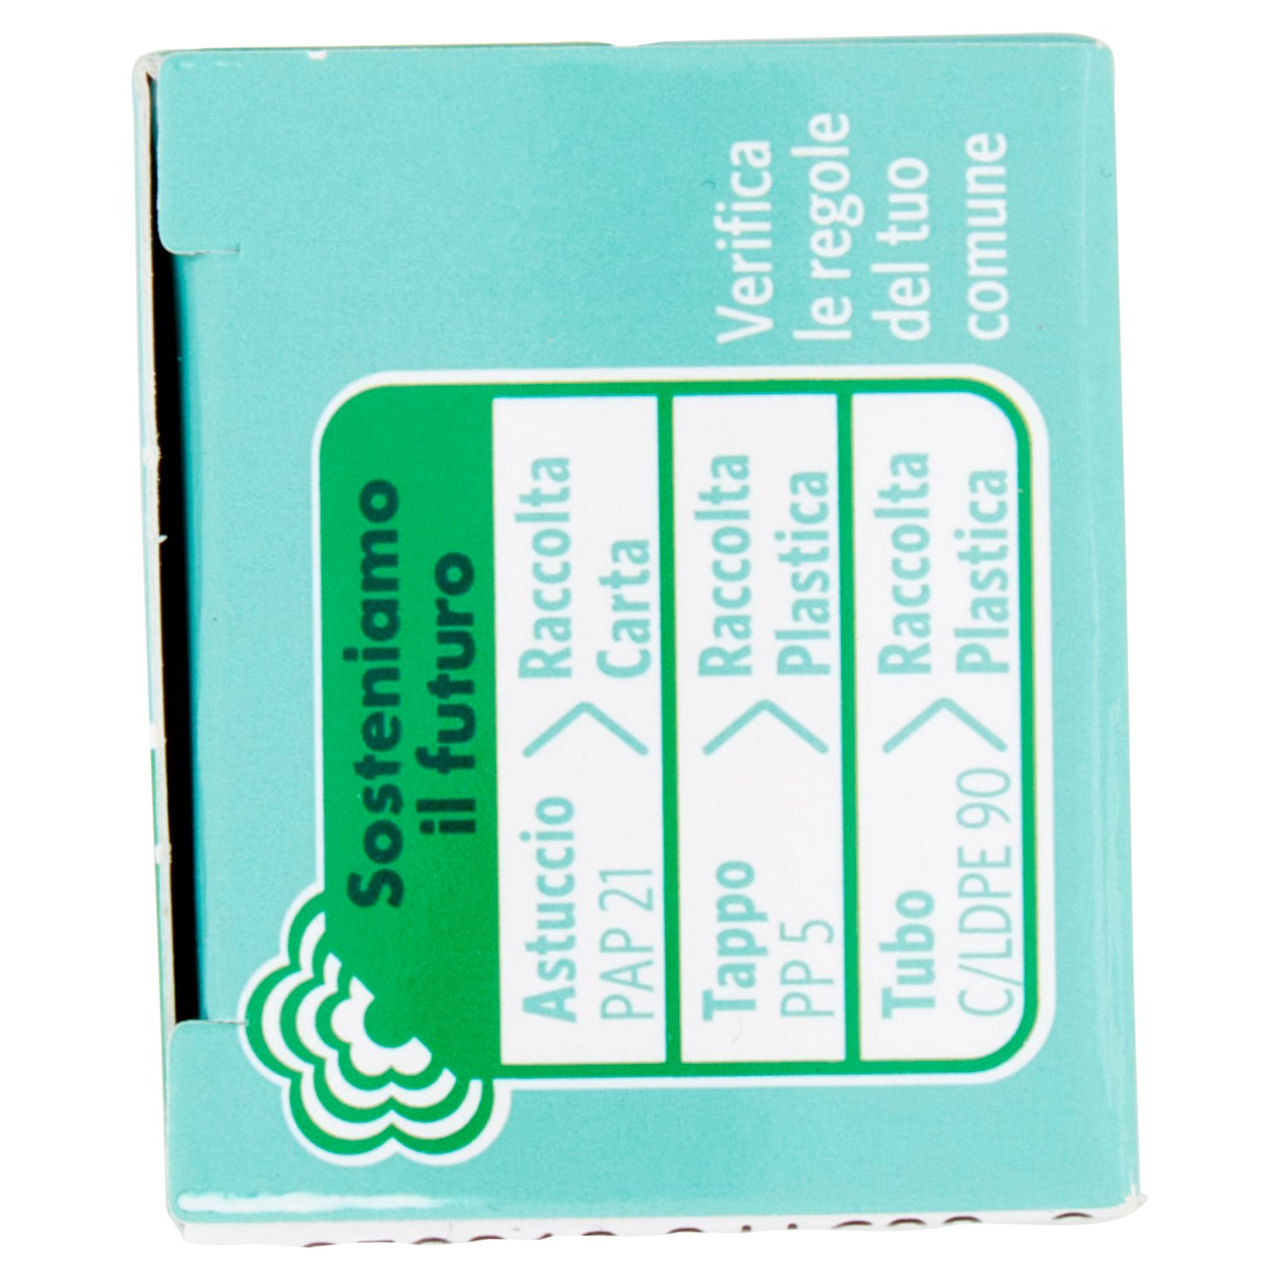 Sosteniamo
il futuro
Astuccio
PAP 21
Raccolta
Carta
Tappo
PP 5
Raccolta
Plastica
Tubo
C/LDPE 90
Raccolta
Plastica
Verifica
le regole
del tuo
comune